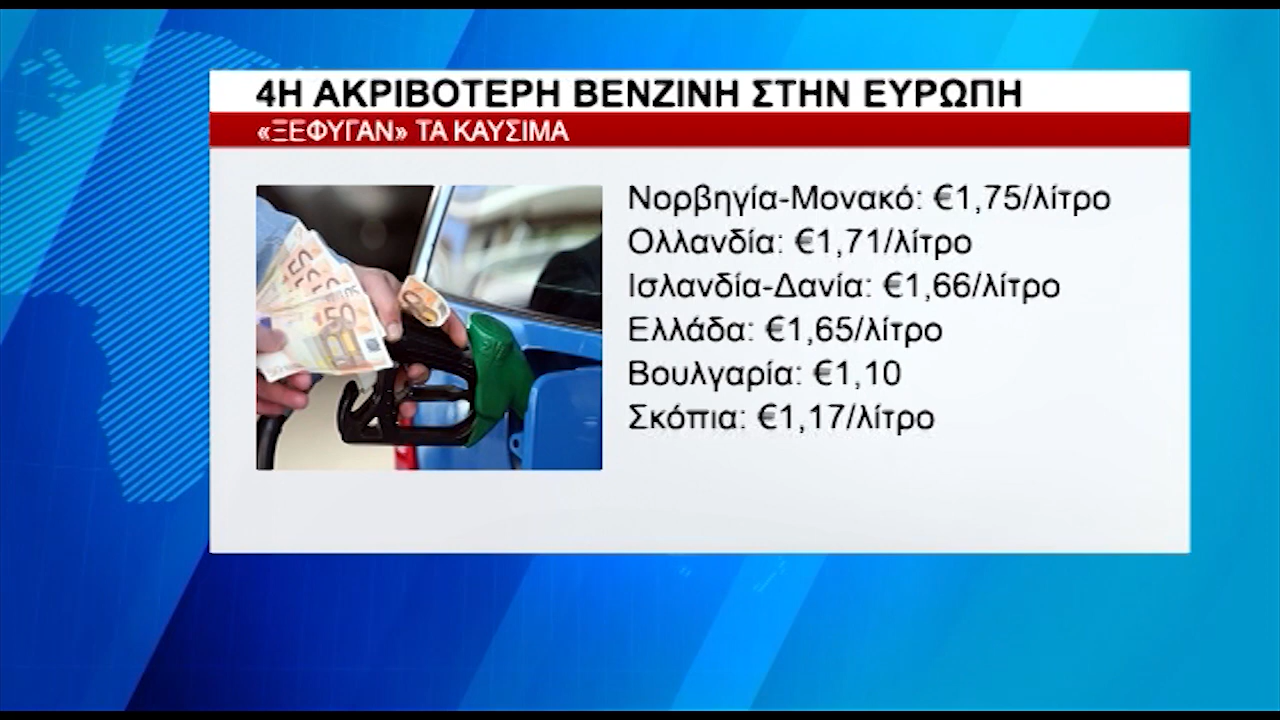 4Η ΑΚΡΙΒΟΤΕΡΗ ΒΕΝΖΙΝΗ ΣΤΗΝ ΕΥΡΩΠΗ
«ΞΕΦΥΓΑΝ» ΤΑ ΚΑΥΣΙΜΑ
Νορβηγία-Μονακό: €1,75/λίτρο
Ολλανδία: €1,71/λίτρο
Ισλανδία-Δανία: €1,66/λίτρο
Ελλάδα: €1,65/λίτρο
Βουλγαρία: €1,10
Σκόπια: €1,17/λίτρο
50